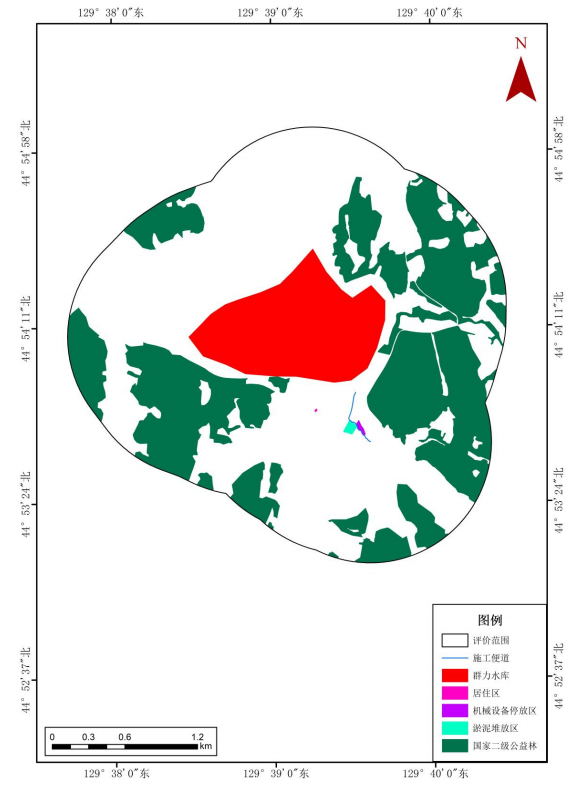 129° 38′0″东 129° 39′0″东 129° 40′0″东
N
44° 54′58″北 44° 54′58″北
44° 54′11″北 44° 54′11″北
44° 53′24″北 44° 53′24″北
44° 52′37″北 44° 52′37″北
图例
评价范围
施工便道
群力水库
居住区
机械设备停放区
淤泥堆放区
国家二级公益林
0 0.3 0.6 1.2
km
129° 38′0″东 129° 39′0″东 129° 40′0″东